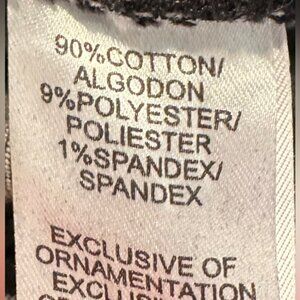 90%COTTON/
ALGODON
9%POLYESTER/
POLIESTER
1%SPANDEX/
SPANDEX
EXCLUSIVE OF
ORNAMENTATION